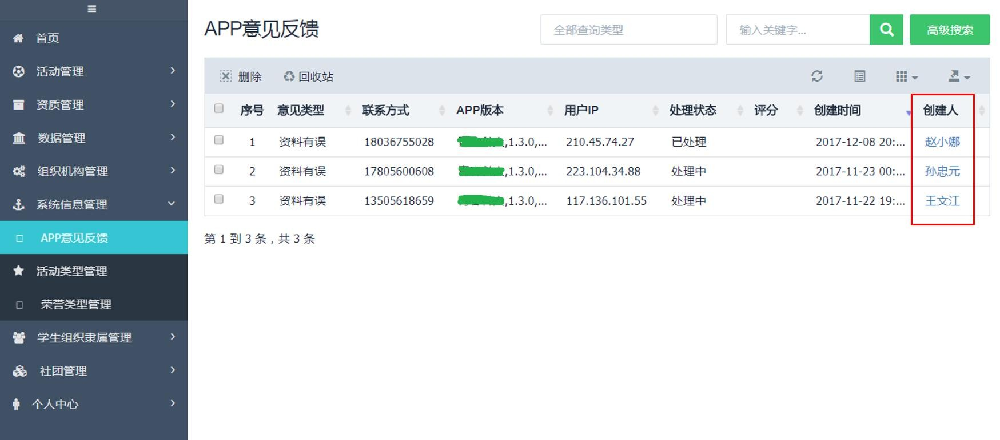 首页
活动管理
资质管理
数据管理
组织机构管理
系统信息管理
APP意见反馈
活动类型管理
荣誉类型管理
学生组织隶属管理
社团管理
个人中心
APP意见反馈
全部查询类型 输入关键字... 高级搜索
删除 回收站
序号 意见类型 联系方式 APP版本 用户IP 处理状态 评分 创建时间 创建人
1 资料有误 18036755028 ,1.3.0,... 210.45.74.27 已处理 2017-12-08 20:... 赵小娜
2 资料有误 17805600608 ,1.3.0,... 223.104.34.88 处理中 2017-11-23 00:... 孙忠元
3 资料有误 13505618659 ,1.3.0,... 117.136.101.55 处理中 2017-11-22 19:... 王文江
第 1 到 3 条，共 3 条